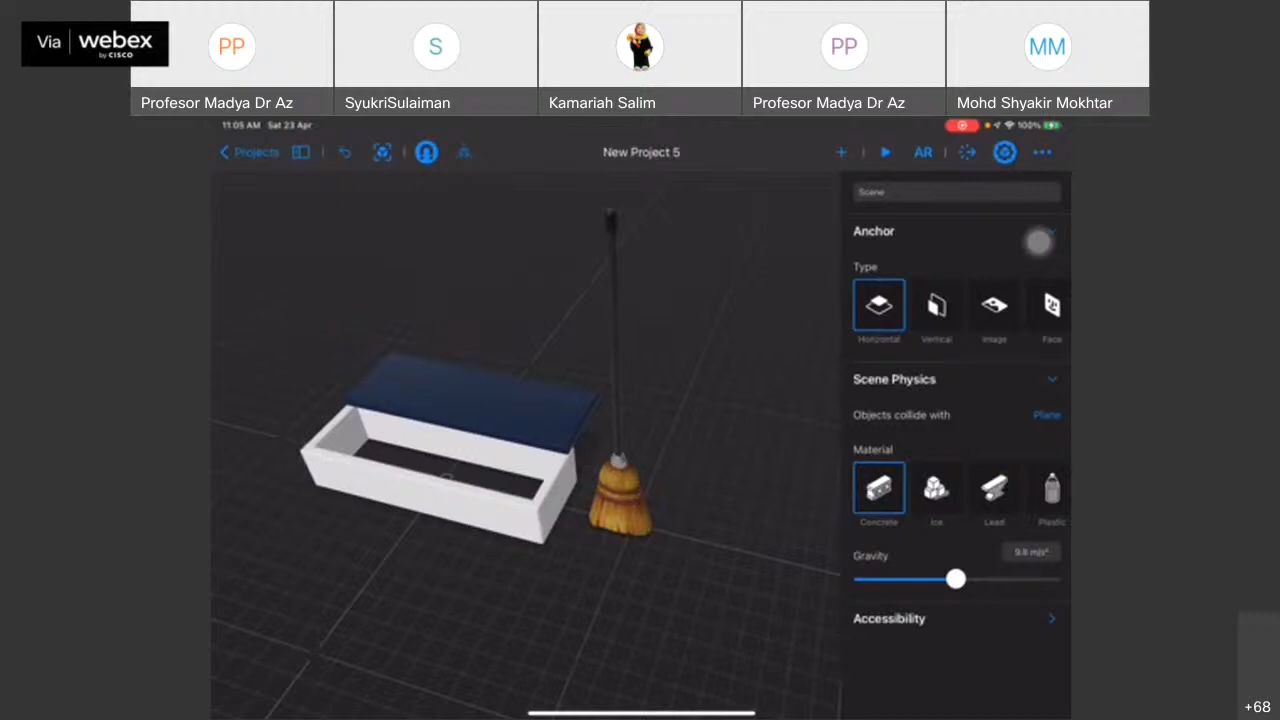 Via webex
by CISCO
PP
S
PP
MM
Profesor Madya Dr Az
SyukriSulaiman
Kamariah Salim
Profesor Madya Dr Az
Mohd Shyakir Mokhtar
11:05 AM Sat 23 Apr
100%
Projects
New Project 5
AR
Scene
Anchor
Type
Horizontal
Vertical
Image
Face
Scene Physics
Objects collide with
Plane
Material
Concrete
Ice
Lead
Plastic
Gravity
9.8 m/s²
Accessibility
+68